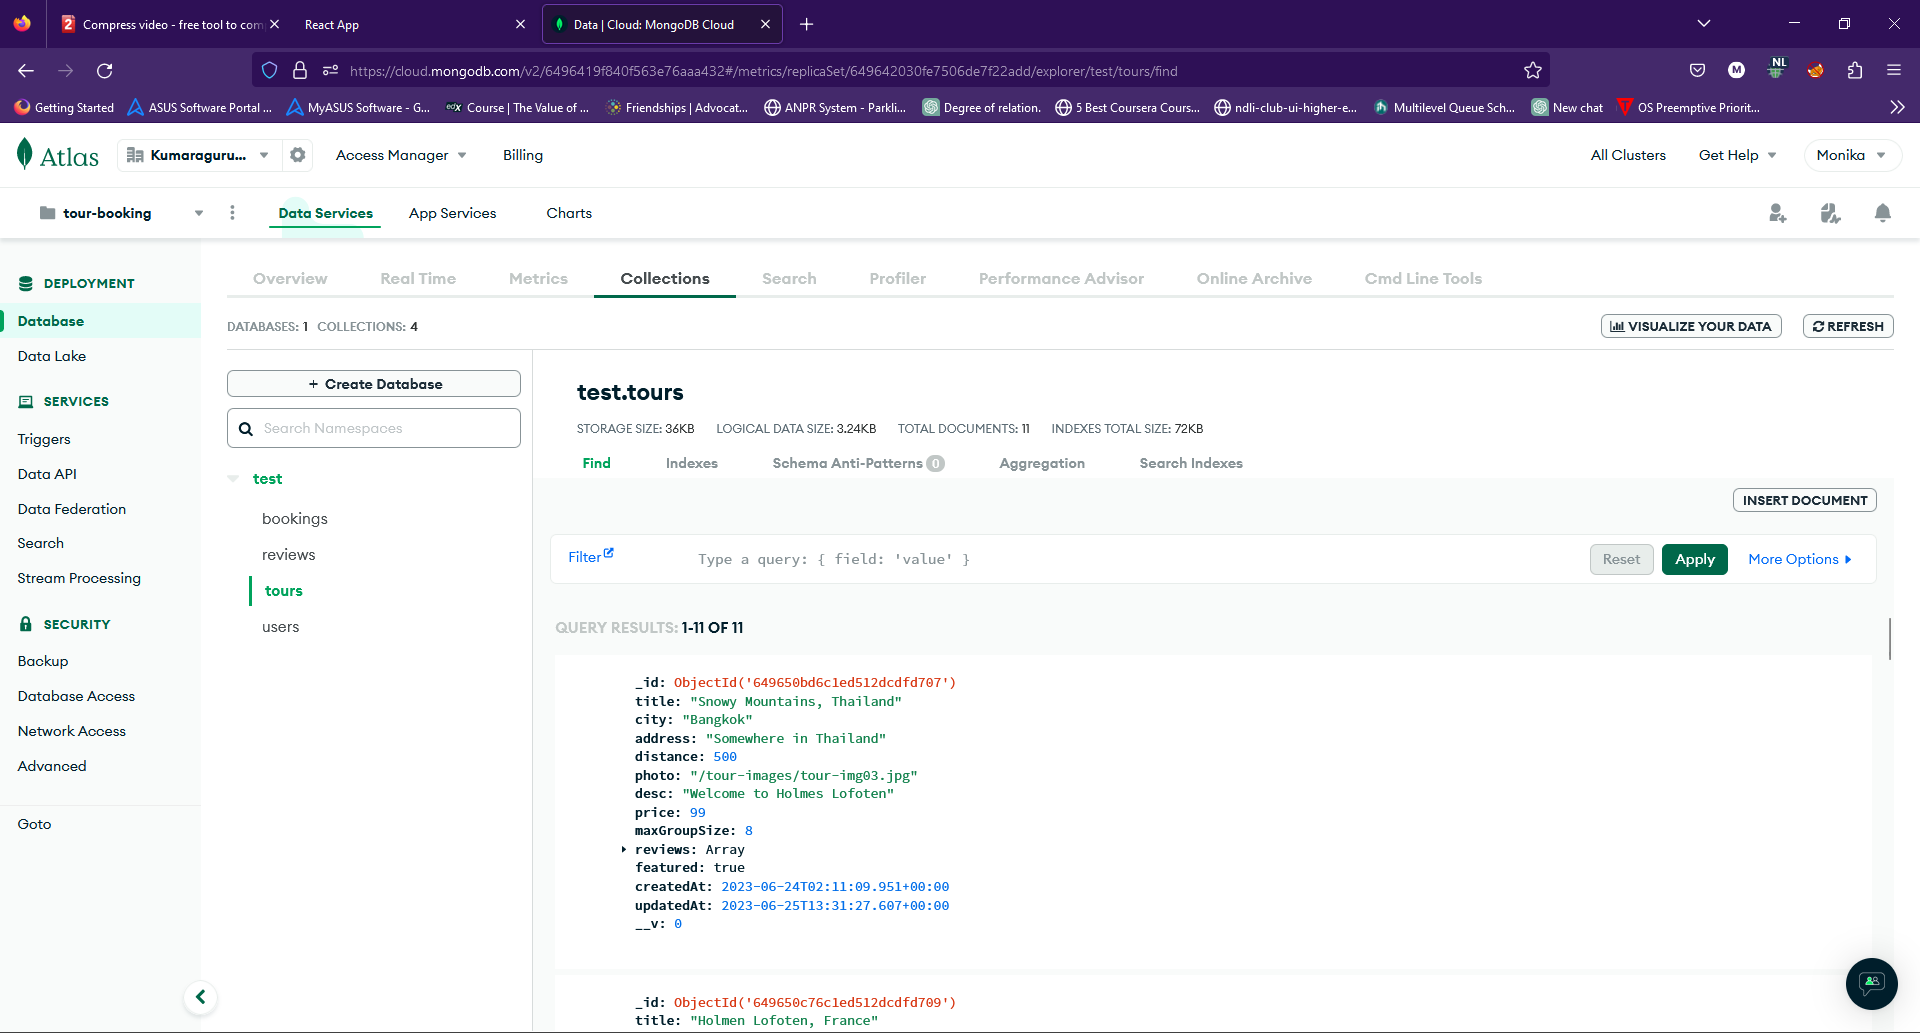 Compress video - free tool to com
React App
Data | Cloud: MongoDB Cloud
https://cloud.mongodb.com/v2/6496419f840f563e76aaa432#/metrics/replicaSet/649642030fe7506de7f22add/explorer/test/tours/find
M
NL
Getting Started
ASUS Software Portal ...
MyASUS Software - G...
edX Course | The Value of ...
Friendships | Advocat...
ANPR System - Parkli...
Degree of relation.
5 Best Coursera Cours...
ndli-club-ui-higher-e...
Multilevel Queue Sch...
New chat
OS Preemptive Priorit...
Atlas
Kumaraguru...
Access Manager
Billing
All Clusters
Get Help
Monika
tour-booking
Data Services
App Services
Charts
DEPLOYMENT
Database
Data Lake
SERVICES
Triggers
Data API
Data Federation
Search
Stream Processing
SECURITY
Backup
Database Access
Network Access
Advanced
Goto
Overview
Real Time
Metrics
Collections
Search
Profiler
Performance Advisor
Online Archive
Cmd Line Tools
DATABASES: 1 COLLECTIONS: 4
VISUALIZE YOUR DATA
REFRESH
+ Create Database
Search Namespaces
test
bookings
reviews
tours
users
test.tours
STORAGE SIZE: 36KB
LOGICAL DATA SIZE: 3.24KB
TOTAL DOCUMENTS: 11
INDEXES TOTAL SIZE: 72KB
Find
Indexes
Schema Anti-Patterns 0
Aggregation
Search Indexes
INSERT DOCUMENT
Filter
Type a query: { field: 'value' }
Reset
Apply
More Options
QUERY RESULTS: 1-11 OF 11
_id: ObjectId('649650bd6c1ed512dcdfd707')
title: "Snowy Mountains, Thailand"
city: "Bangkok"
address: "Somewhere in Thailand"
distance: 500
photo: "/tour-images/tour-img03.jpg"
desc: "Welcome to Holmes Lofoten"
price: 99
maxGroupSize: 8
reviews: Array
featured: true
createdAt: 2023-06-24T02:11:09.951+00:00
updatedAt: 2023-06-25T13:31:27.607+00:00
__v: 0
_id: ObjectId('649650c76c1ed512dcdfd709')
title: "Holmen Lofoten, France"